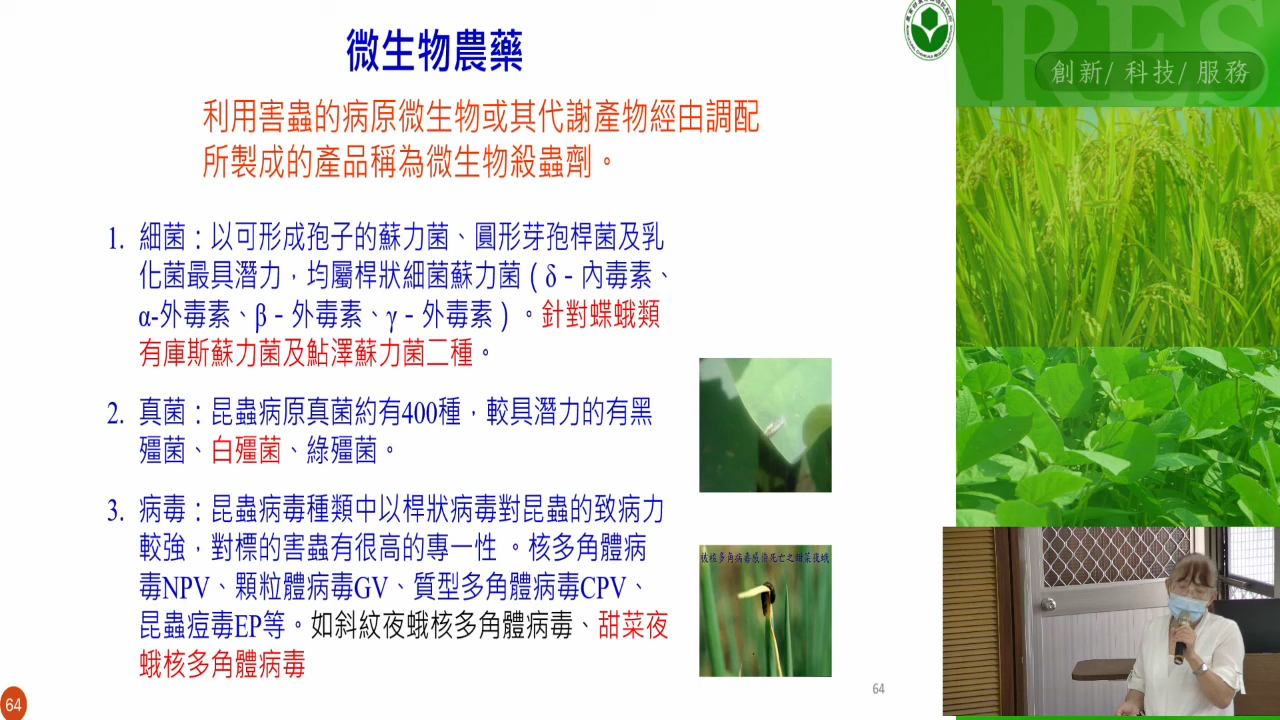 微生物農藥
利用害蟲的病原微生物或其代謝產物經由調配
所製成的產品稱為微生物殺蟲劑。
1. 細菌：以可形成孢子的蘇力菌、圓形芽孢桿菌及乳
化菌最具潛力，均屬桿狀細菌蘇力菌（δ－內毒素、
α-外毒素、β－外毒素、γ－外毒素）。針對蝶蛾類
有庫斯蘇力菌及鮎澤蘇力菌二種。
2. 真菌：昆蟲病原真菌約有400種，較具潛力的有黑
殭菌、白殭菌、綠殭菌。
3. 病毒：昆蟲病毒種類中以桿狀病毒對昆蟲的致病力
較強，對標的害蟲有很高的專一性 。核多角體病
毒NPV、顆粒體病毒GV、質型多角體病毒CPV、
昆蟲痘毒EP等。如斜紋夜蛾核多角體病毒、甜菜夜
蛾核多角體病毒
被核多角病毒感染死亡之甜菜夜蛾
64
64
ARES
創新/ 科技/ 服務